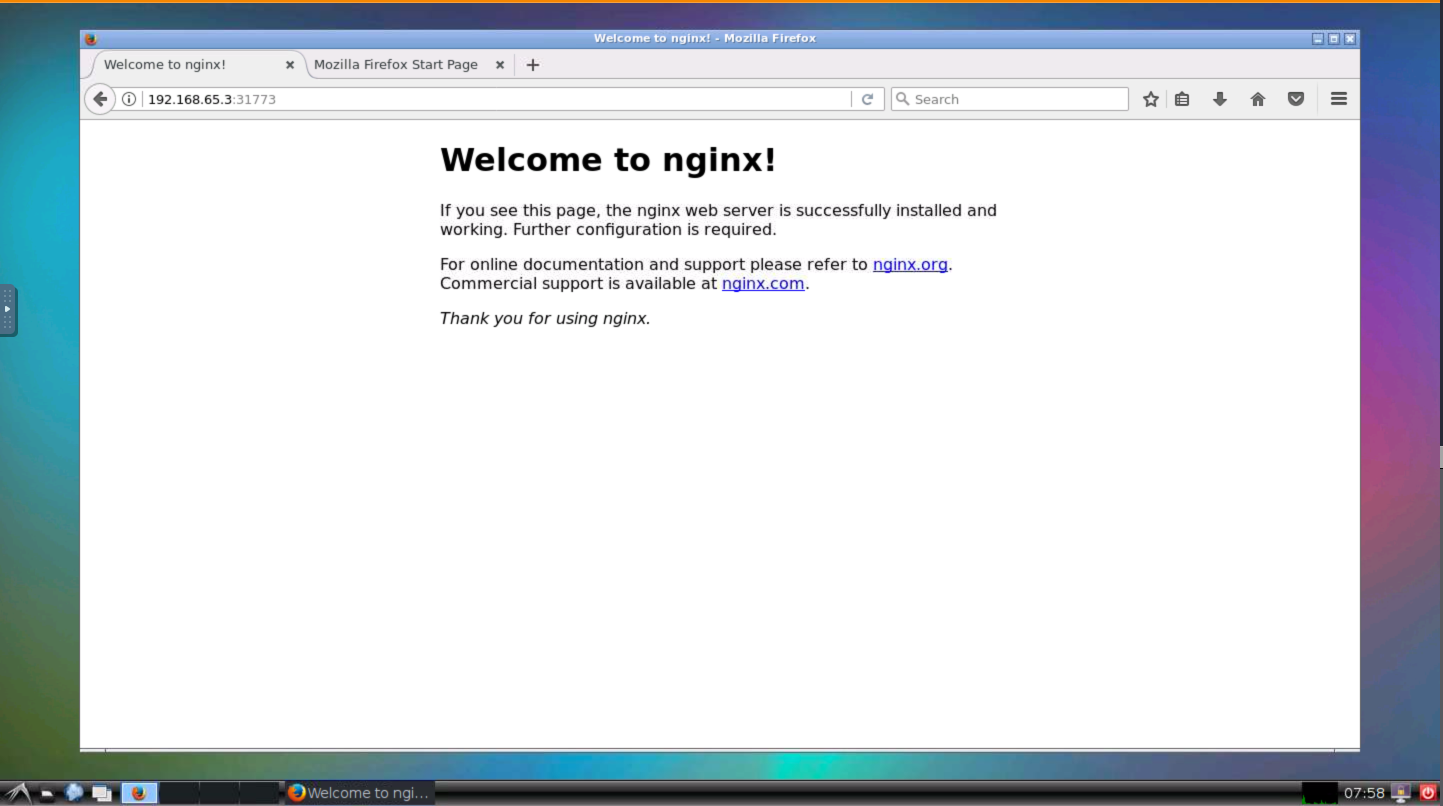 Welcome to nginx! - Mozilla Firefox
Welcome to nginx!
Mozilla Firefox Start Page
192.168.65.3:31773
Search
Welcome to nginx!
If you see this page, the nginx web server is successfully installed and
working. Further configuration is required.
For online documentation and support please refer to nginx.org.
Commercial support is available at nginx.com.
Thank you for using nginx.
Welcome to ngi...
07:58